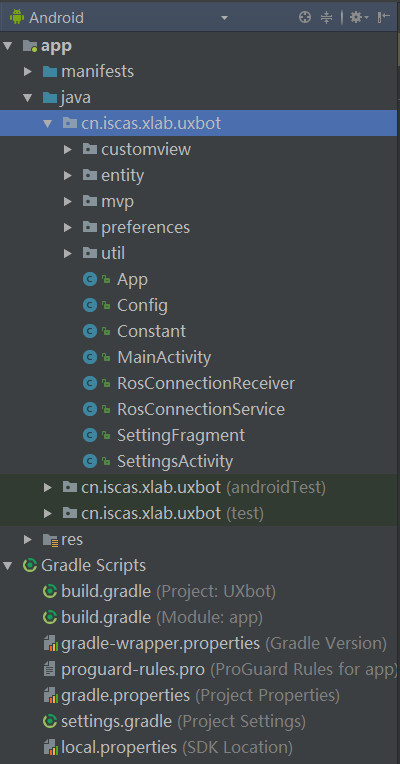 Android
app
manifests
java
cn.iscas.xlab.uxbot
customview
entity
mvp
preferences
util
App
Config
Constant
MainActivity
RosConnectionReceiver
RosConnectionService
SettingFragment
SettingsActivity
cn.iscas.xlab.uxbot (androidTest)
cn.iscas.xlab.uxbot (test)
res
Gradle Scripts
build.gradle (Project: UXbot)
build.gradle (Module: app)
gradle-wrapper.properties (Gradle Version)
proguard-rules.pro (ProGuard Rules for app)
gradle.properties (Project Properties)
settings.gradle (Project Settings)
local.properties (SDK Location)